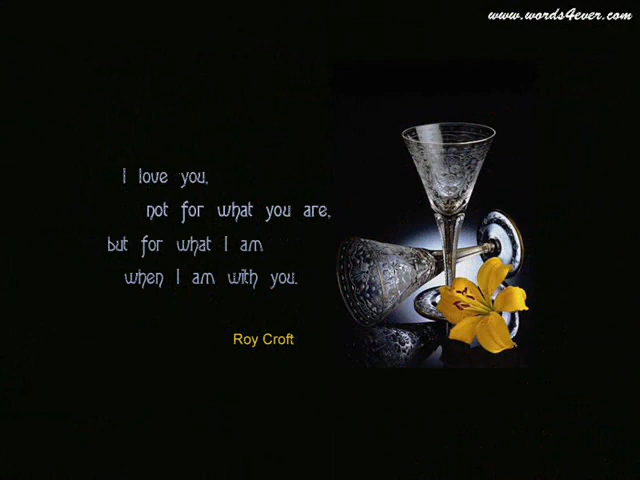 www.words4ever.com
I love you,
not for what you are,
but for what I am
when I am with you.
Roy Croft